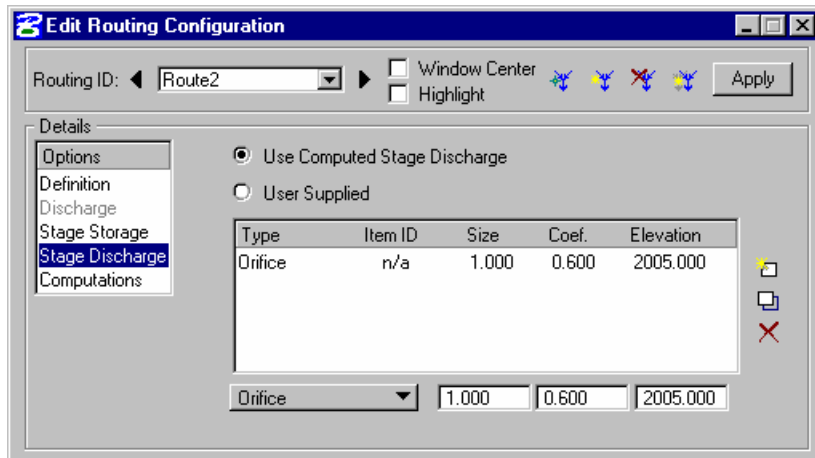 Edit Routing Configuration
Routing ID: Route2 Window Center Apply
Highlight
Details
Options
Definition
Discharge
Stage Storage
Stage Discharge
Computations
Use Computed Stage Discharge
User Supplied
Type Item ID Size Coef. Elevation
Orifice n/a 1.000 0.600 2005.000
Orifice 1.000 0.600 2005.000